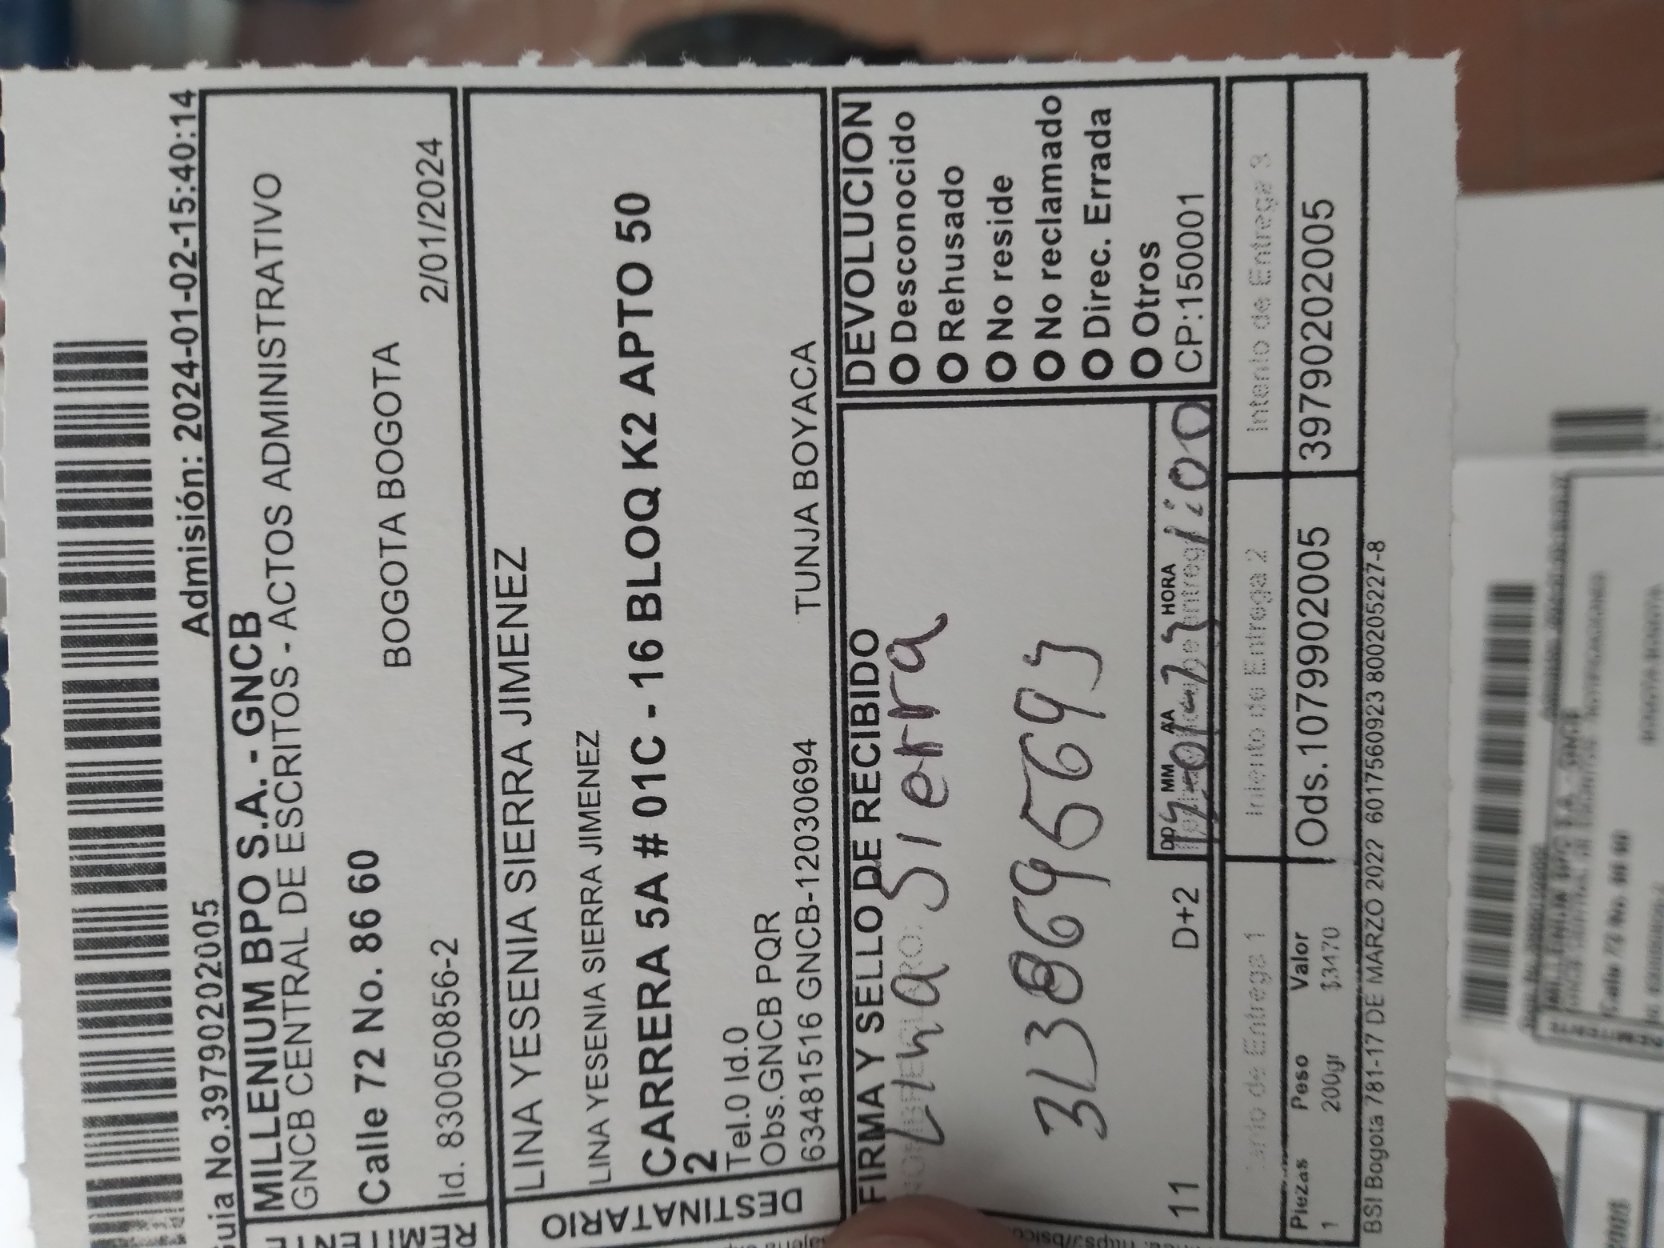 Guia No.39790202005
Admisión: 2024-01-02-15:40:14
MILLENIUM BPO S.A. - GNCB
GNCB CENTRAL DE ESCRITOS - ACTOS ADMINISTRATIVO
Calle 72 No. 86 60
BOGOTA BOGOTA
Id. 830050856-2
2/01/2024
DESTINATARIO
LINA YESENIA SIERRA JIMENEZ
LINA YESENIA SIERRA JIMENEZ
CARRERA 5A # 01C - 16 BLOQ K2 APTO 50
2
Tel.0 Id.0
Obs.GNCB PQR
63481516 GNCB-12030694
TUNJA BOYACA
FIRMA Y SELLO DE RECIBIDO
Lina Sierra
3138695693
11
D+2
DD MM AA HORA
DEVOLUCION
Desconocido
Rehusado
No reside
No reclamado
Direc. Errada
Otros
CP:150001
de Entrega 1
Intento de Entrega 2
Intento de Entrega 3
PieZas Peso Valor
1 200gr $3470
Ods.1079902005
39790202005
BSI Bogota 781-17 DE MARZO 2022 6017560923 800205227-8